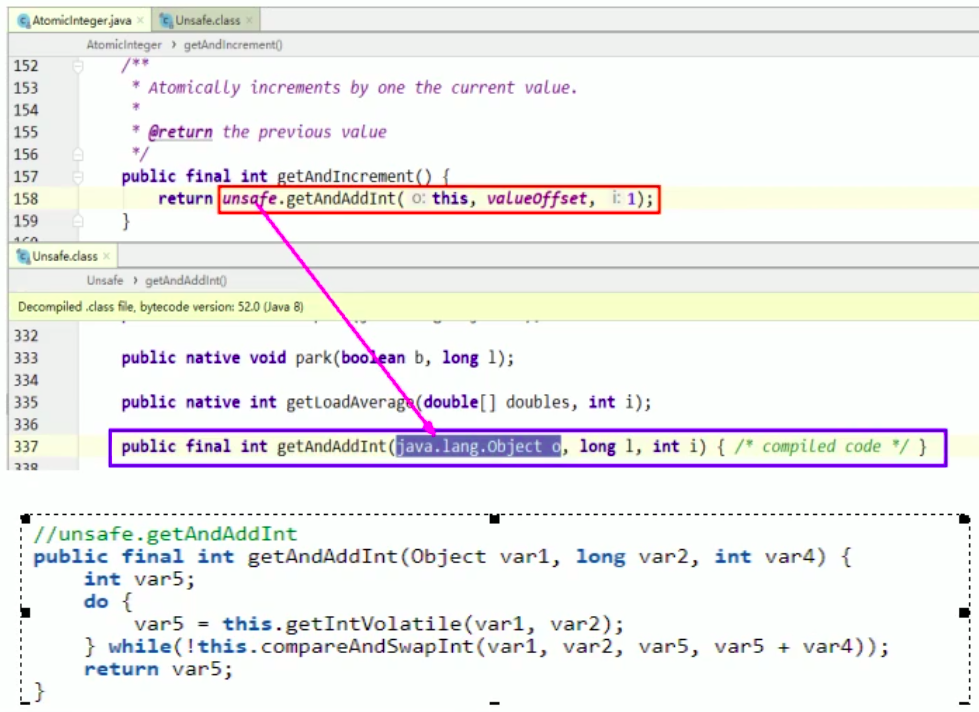 AtomicInteger.java × Unsafe.class ×
AtomicInteger › getAndIncrement()
152 /**
153 * Atomically increments by one the current value.
154 *
155 * @return the previous value
156 */
157 public final int getAndIncrement() {
158 return unsafe.getAndAddInt( o: this, valueOffset, i: 1);
159 }
160
Unsafe.class ×
Unsafe › getAndAddInt()
Decompiled .class file, bytecode version: 52.0 (Java 8)
332
333 public native void park(boolean b, long l);
334
335 public native int getLoadAverage(double[] doubles, int i);
336
337 public final int getAndAddInt(java.lang.Object o, long l, int i) { /* compiled code */ }
338
//unsafe.getAndAddInt
public final int getAndAddInt(Object var1, long var2, int var4) {
int var5;
do {
var5 = this.getIntVolatile(var1, var2);
} while(!this.compareAndSwapInt(var1, var2, var5, var5 + var4));
return var5;
}